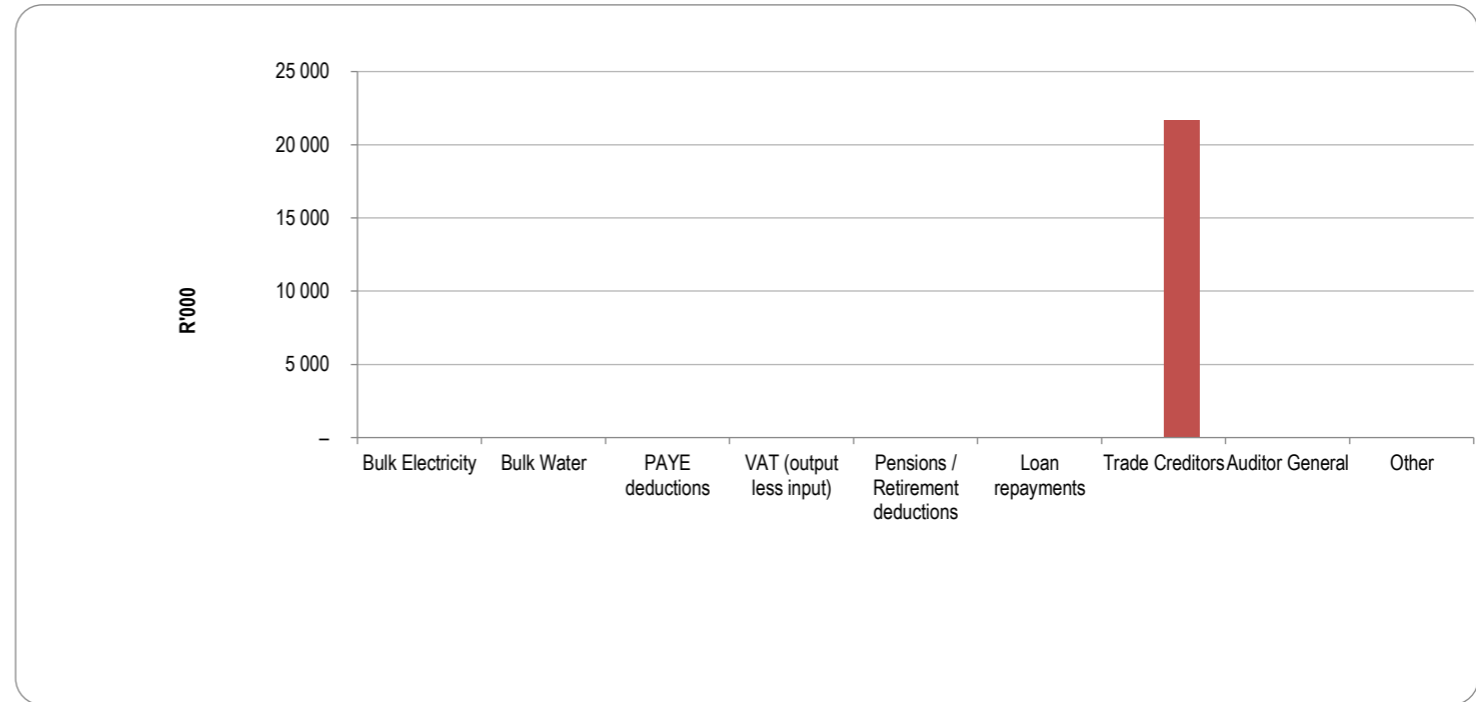 25 000
20 000
15 000
10 000
5 000
–
R'000
Bulk Electricity
Bulk Water
PAYE
deductions
VAT (output
less input)
Pensions /
Retirement
deductions
Loan
repayments
Trade Creditors
Auditor General
Other